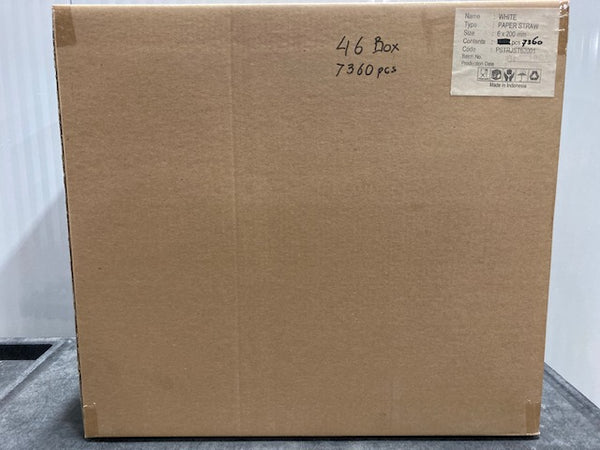 46 Box
7360 pcs
Name : WHITE
Type : PAPER STRAW
Size : 6 x 200 mm
Contents : pcs 7360
Code :
Batch No. :
Production Date
Made in Indonesia